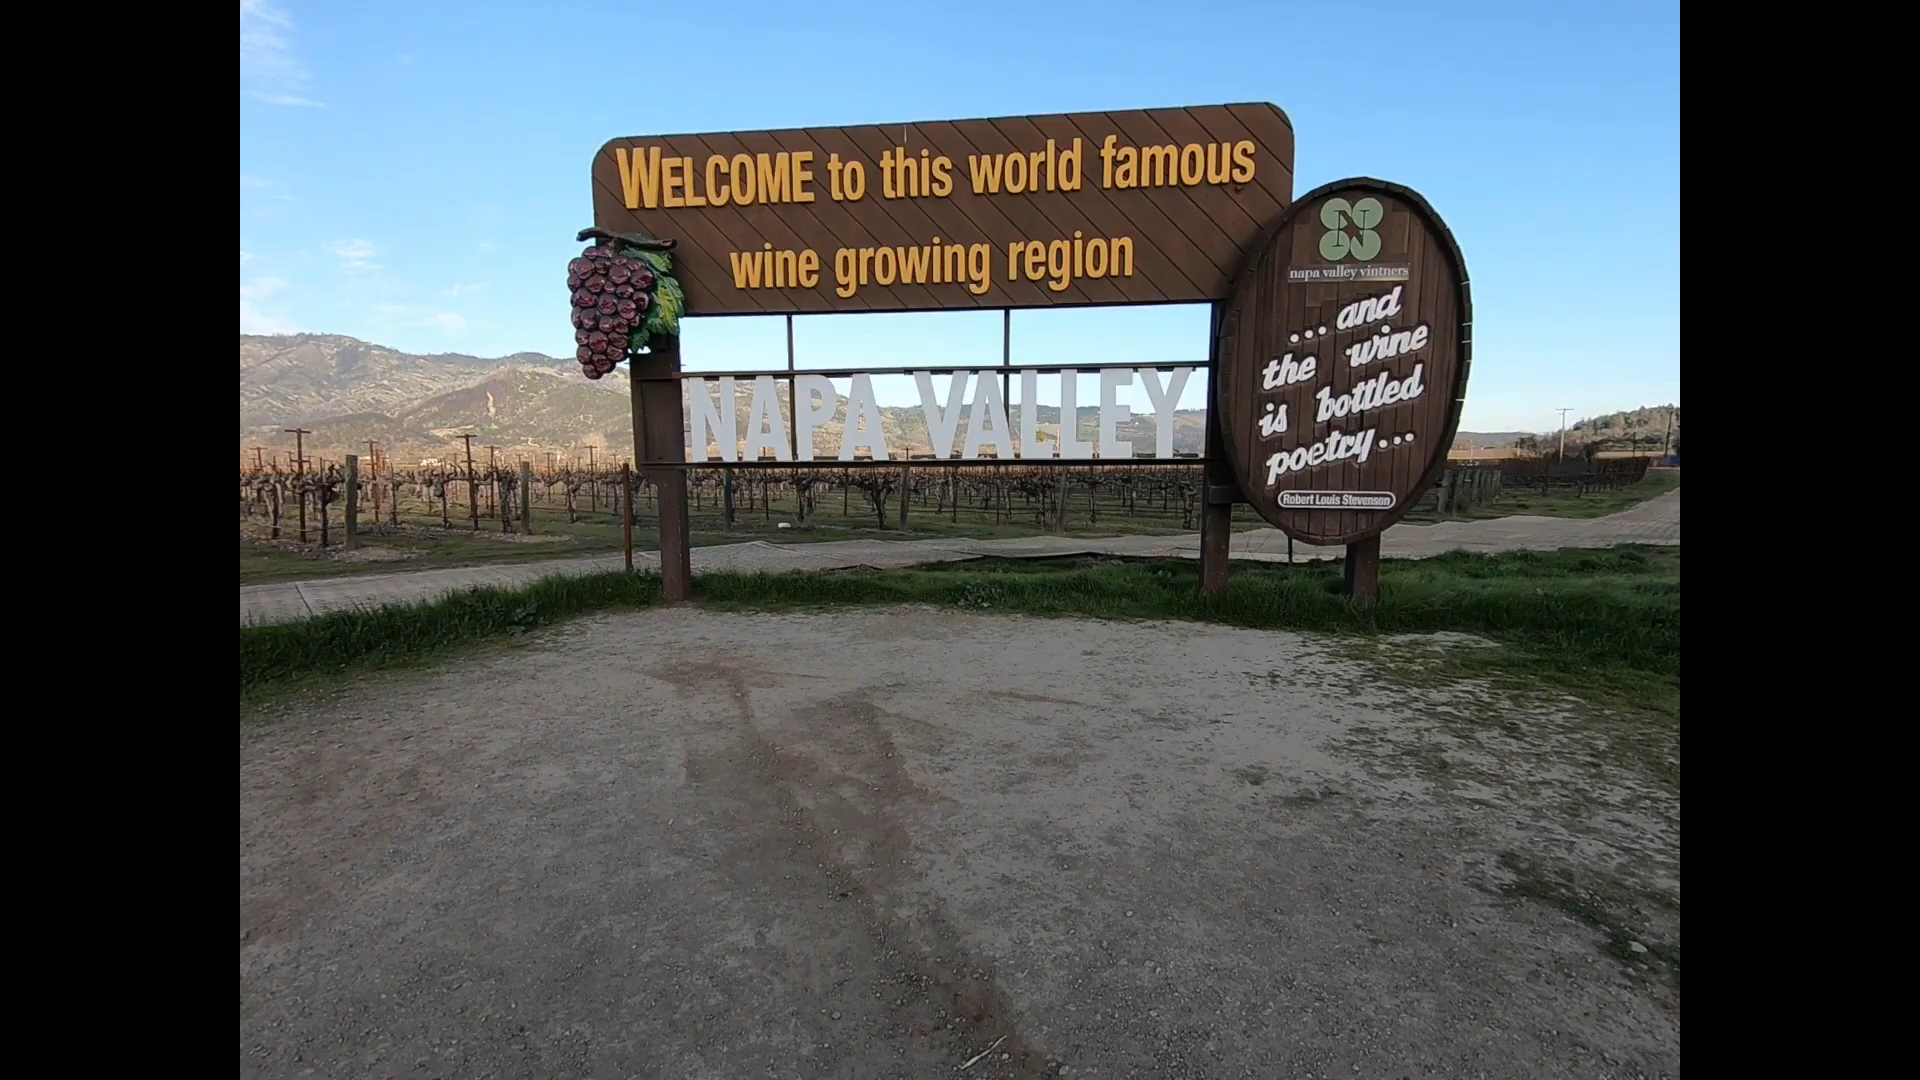 WELCOME to this world famous
wine growing region
NAPA VALLEY
N
napa valley vintners
...and
the wine
is bottled
poetry...
Robert Louis Stevenson